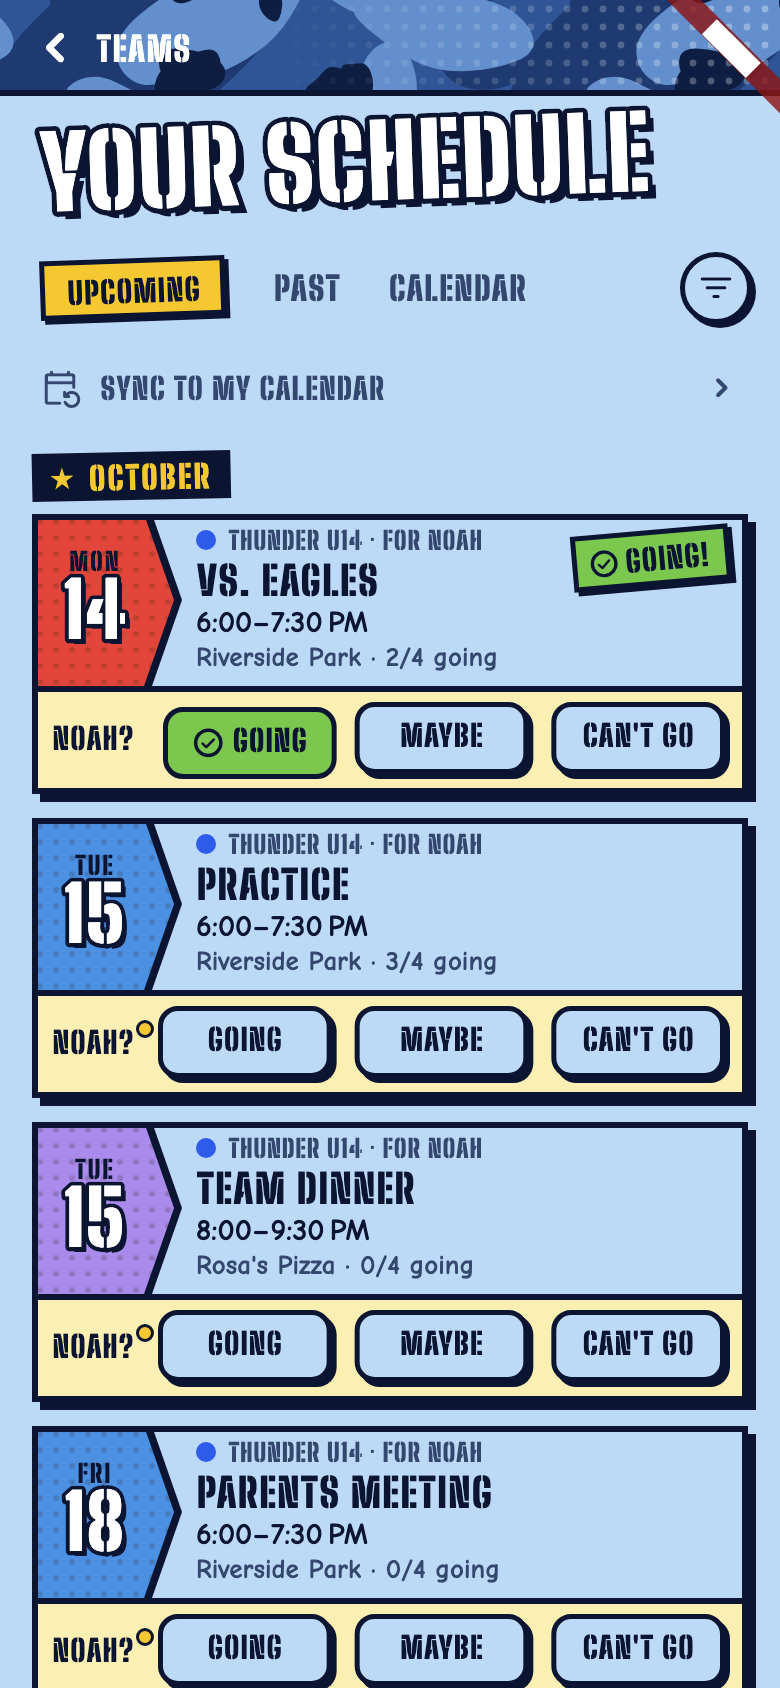 TEAMS
YOUR SCHEDULE
UPCOMING PAST CALENDAR
SYNC TO MY CALENDAR
★ OCTOBER
MON
14
THUNDER U14 · FOR NOAH
VS. EAGLES
6:00–7:30 PM
Riverside Park · 2/4 going
GOING!
NOAH? GOING MAYBE CAN'T GO
TUE
15
THUNDER U14 · FOR NOAH
PRACTICE
6:00–7:30 PM
Riverside Park · 3/4 going
NOAH? GOING MAYBE CAN'T GO
TUE
15
THUNDER U14 · FOR NOAH
TEAM DINNER
8:00–9:30 PM
Rosa's Pizza · 0/4 going
NOAH? GOING MAYBE CAN'T GO
FRI
18
THUNDER U14 · FOR NOAH
PARENTS MEETING
6:00–7:30 PM
Riverside Park · 0/4 going
NOAH? GOING MAYBE CAN'T GO